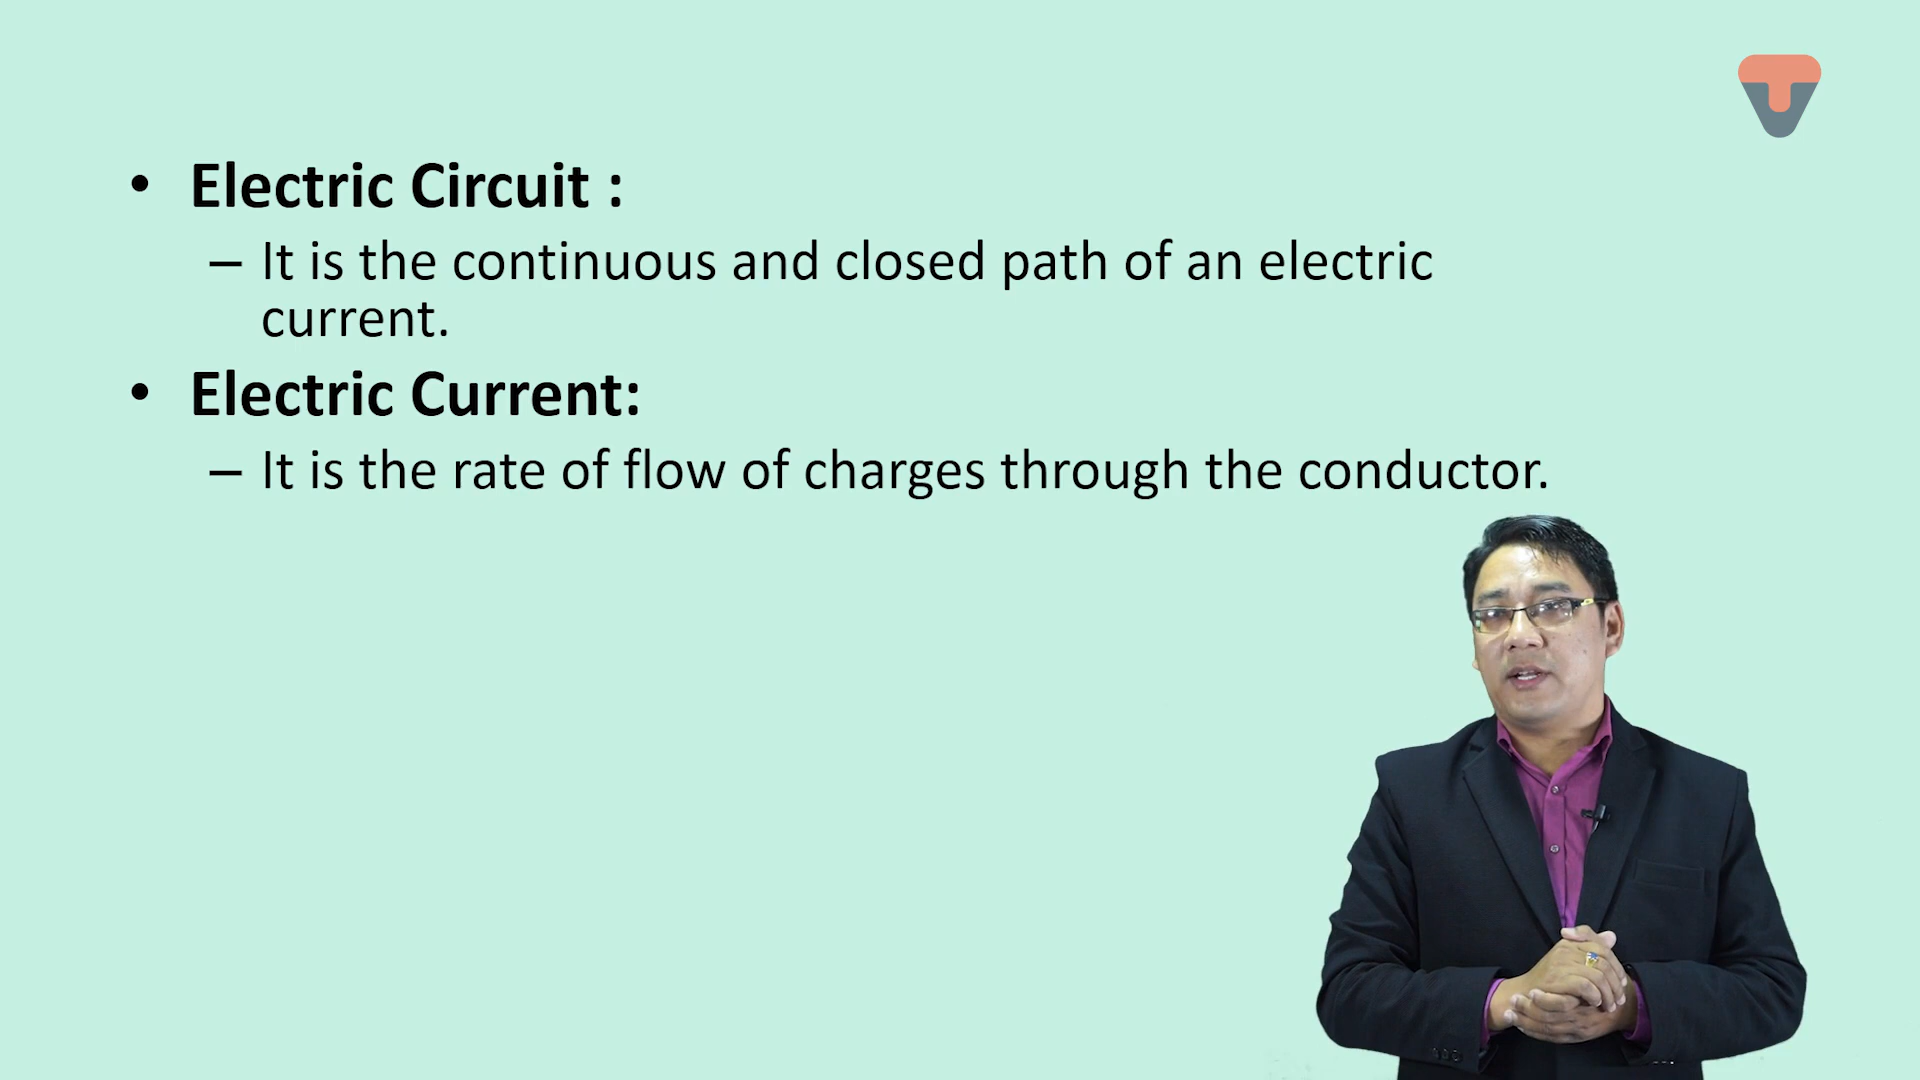 • Electric Circuit :
– It is the continuous and closed path of an electric
current.
• Electric Current:
– It is the rate of flow of charges through the conductor.